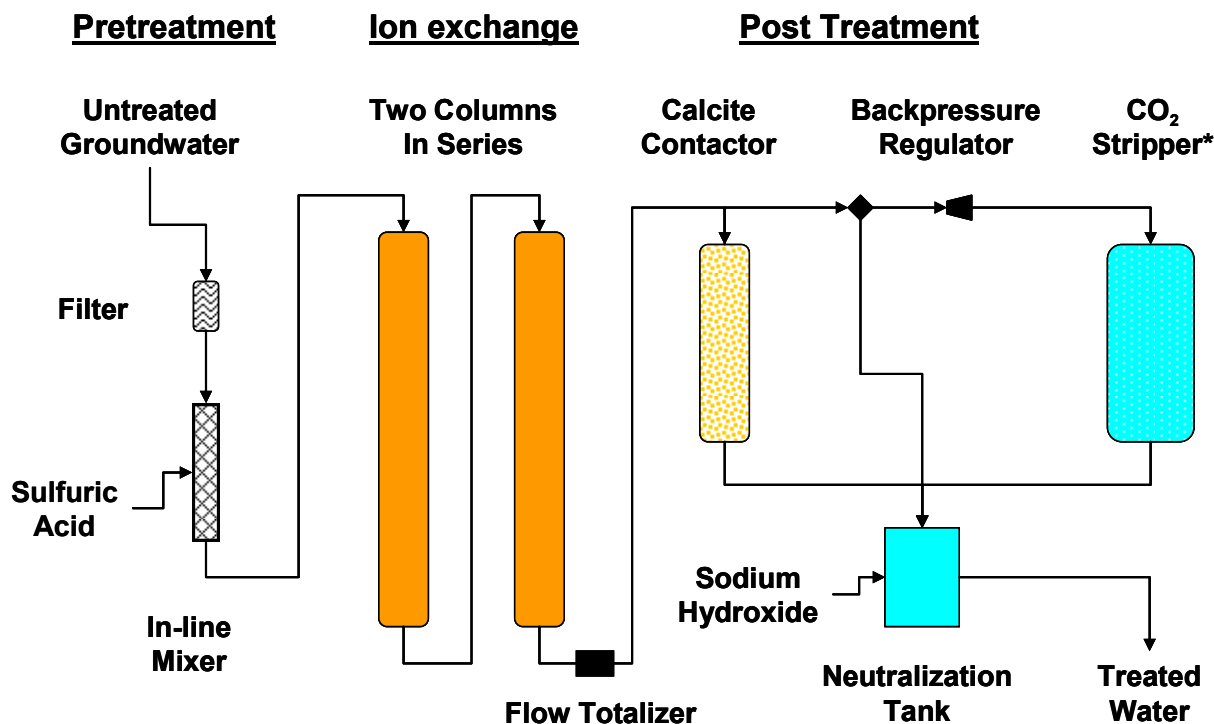 Pretreatment
Ion exchange
Post Treatment
Untreated
Groundwater
Two Columns
In Series
Calcite
Contactor
Backpressure
Regulator
CO₂
Stripper*
Filter
Sulfuric
Acid
In-line
Mixer
Flow Totalizer
Sodium
Hydroxide
Neutralization
Tank
Treated
Water